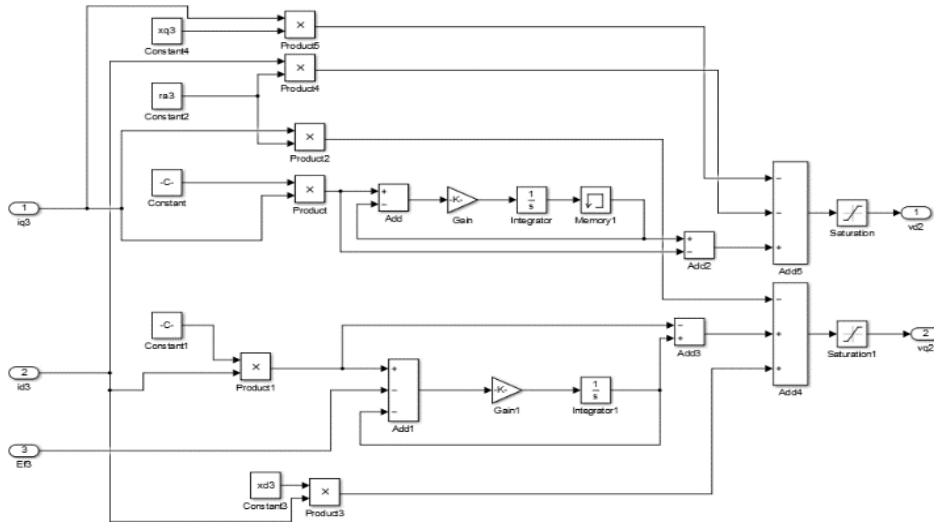 xq3
Constant4
×
Product5
×
Product4
ra3
Constant2
×
Product2
-C-
Constant
×
Product
1
iq3
+
−
Add
-K-
Gain
1
s
Integrator
Memory1
+
−
Add2
−
−
+
Add5
Saturation
1
vd2
-C-
Constant1
×
Product1
2
id3
+
−
−
Add1
-K-
Gain1
1
s
Integrator1
−
+
Add3
−
+
+
Add4
Saturation1
2
vq2
3
Ef3
xd3
Constant3
×
Product3